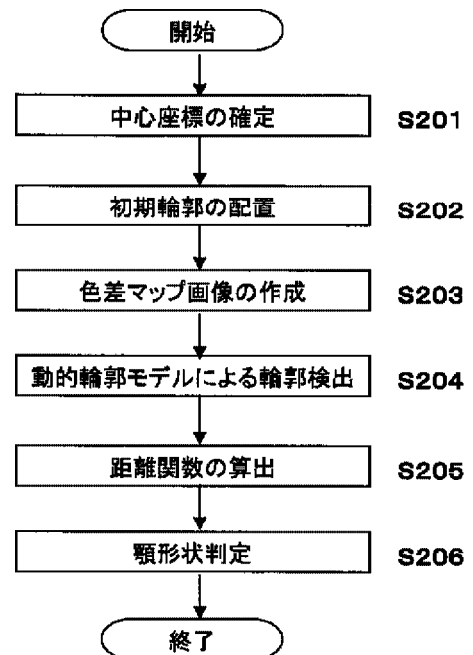 開始
中心座標の確定 S201
初期輪郭の配置 S202
色差マップ画像の作成 S203
動的輪郭モデルによる輪郭検出 S204
距離関数の算出 S205
顎形状判定 S206
終了